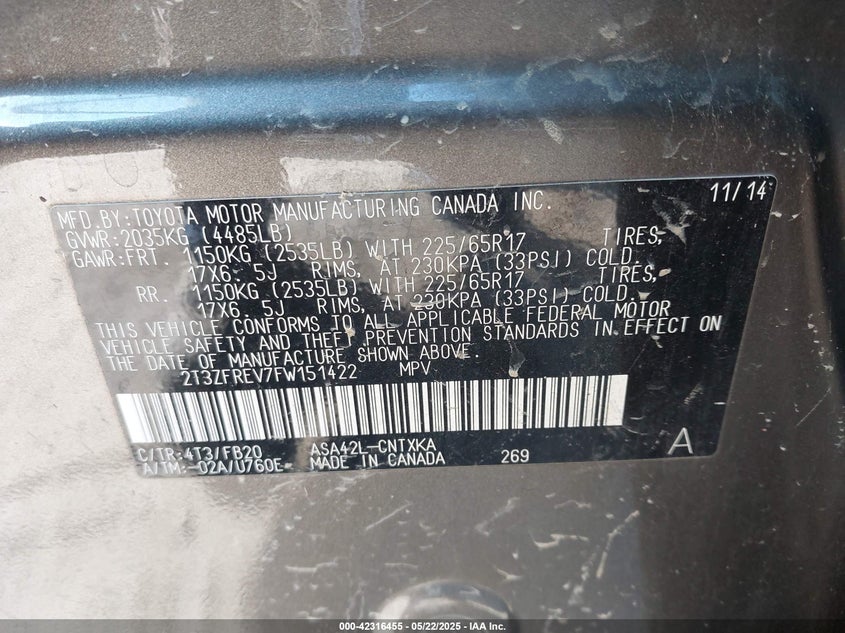 MFD.BY:TOYOTA MOTOR MANUFACTURING CANADA INC. 11/14
GVWR:2035KG (4485LB)
GAWR:FRT. 1150KG (2535LB) WITH 225/65R17 TIRES,
17X6.5J RIMS, AT 230KPA (33PSI) COLD.
RR. 1150KG (2535LB) WITH 225/65R17 TIRES,
17X6.5J RIMS, AT 230KPA (33PSI) COLD.
THIS VEHICLE CONFORMS TO ALL APPLICABLE FEDERAL MOTOR
VEHICLE SAFETY AND THEFT PREVENTION STANDARDS IN EFFECT ON
THE DATE OF MANUFACTURE SHOWN ABOVE.
2T3ZFREV7FW151422 MPV
C/TR:4T3/FB20 ASA42L-CNTXKA A
A/TM:-02A/U760E MADE IN CANADA 269
000-42316455 - 05/22/2025 - IAA Inc.